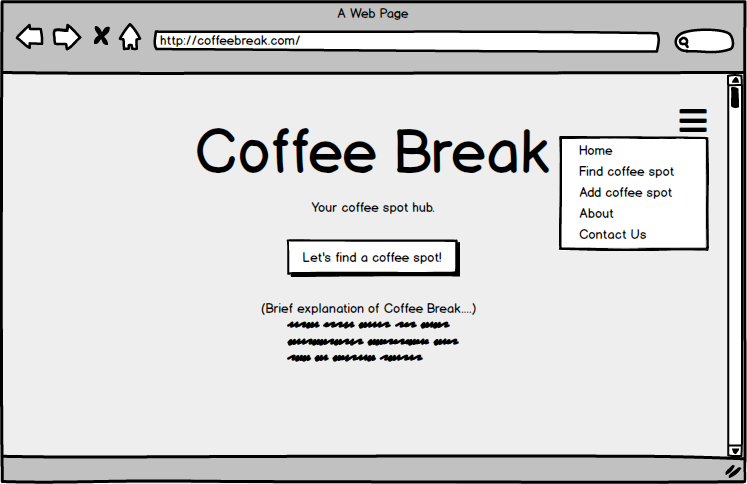 A Web Page
http://coffeebreak.com/
Coffee Break
Home
Find coffee spot
Add coffee spot
About
Contact Us
Your coffee spot hub.
Let's find a coffee spot!
(Brief explanation of Coffee Break....)